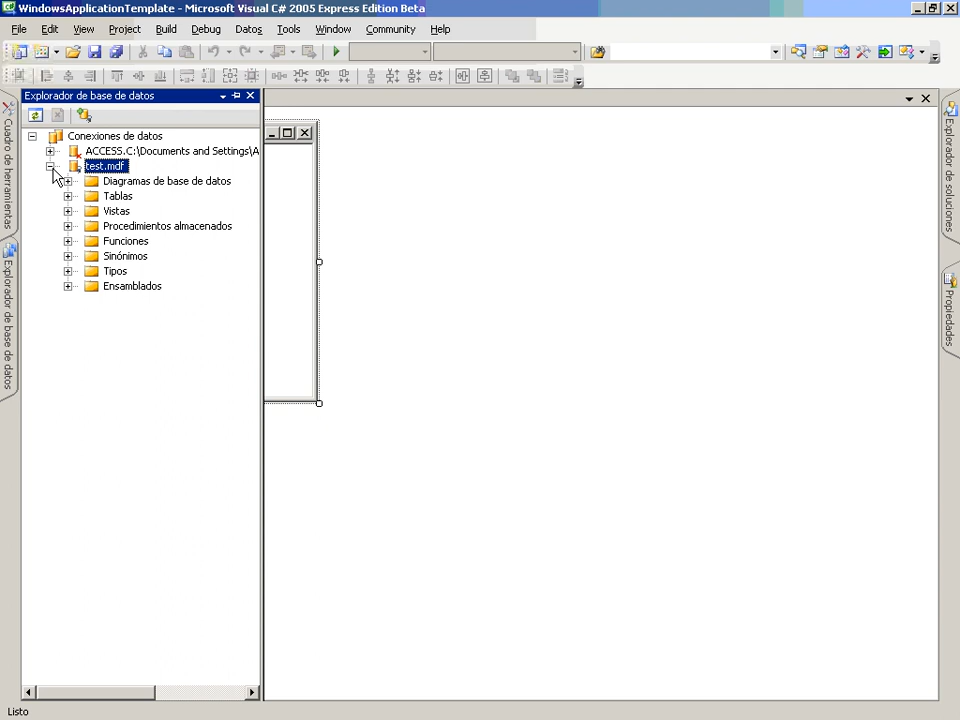 WindowsApplicationTemplate - Microsoft Visual C# 2005 Express Edition Beta
File Edit View Project Build Debug Datos Tools Window Community Help
Explorador de base de datos
Conexiones de datos
ACCESS.C:\Documents and Settings\A
test.mdf
Diagramas de base de datos
Tablas
Vistas
Procedimientos almacenados
Funciones
Sinónimos
Tipos
Ensamblados
Cuadro de herramientas
Explorador de base de datos
Explorador de soluciones
Propiedades
Listo